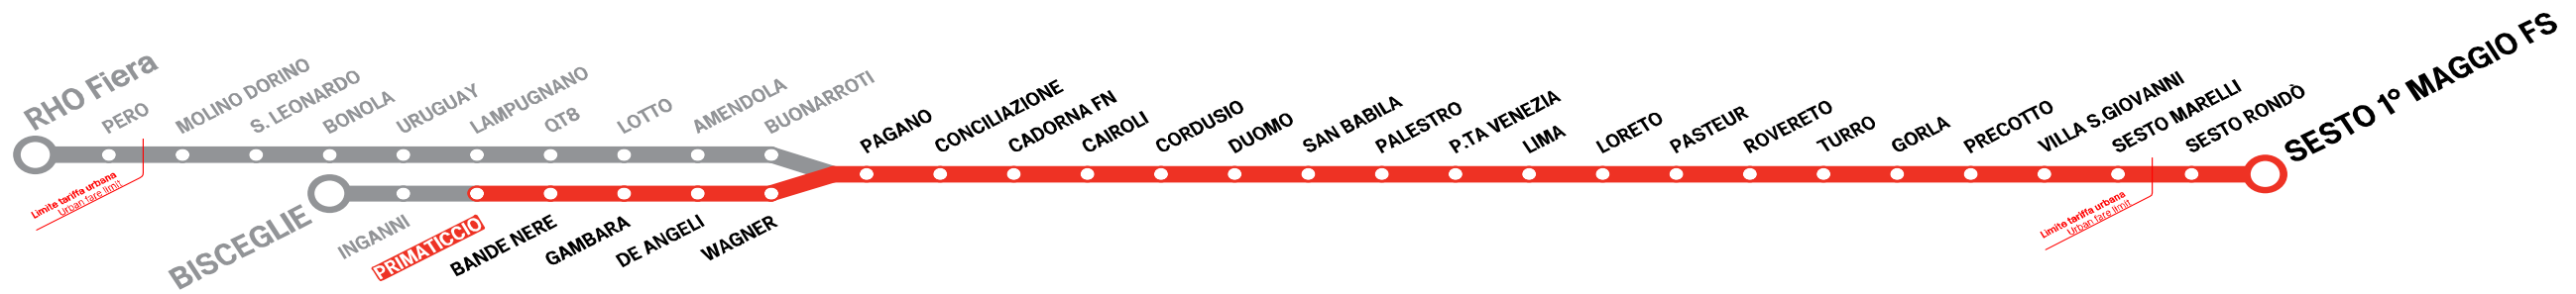 RHO Fiera
PERO
MOLINO DORINO
S. LEONARDO
BONOLA
URUGUAY
LAMPUGNANO
QT8
LOTTO
AMENDOLA
BUONARROTI
Limite tariffa urbana
Urban fare limit
BISCEGLIE
INGANNI
PRIMATICCIO
BANDE NERE
GAMBARA
DE ANGELI
WAGNER
PAGANO
CONCILIAZIONE
CADORNA FN
CAIROLI
CORDUSIO
DUOMO
SAN BABILA
PALESTRO
P.TA VENEZIA
LIMA
LORETO
PASTEUR
ROVERETO
TURRO
GORLA
PRECOTTO
VILLA S.GIOVANNI
SESTO MARELLI
SESTO RONDÒ
SESTO 1° MAGGIO FS
Limite tariffa urbana
Urban fare limit